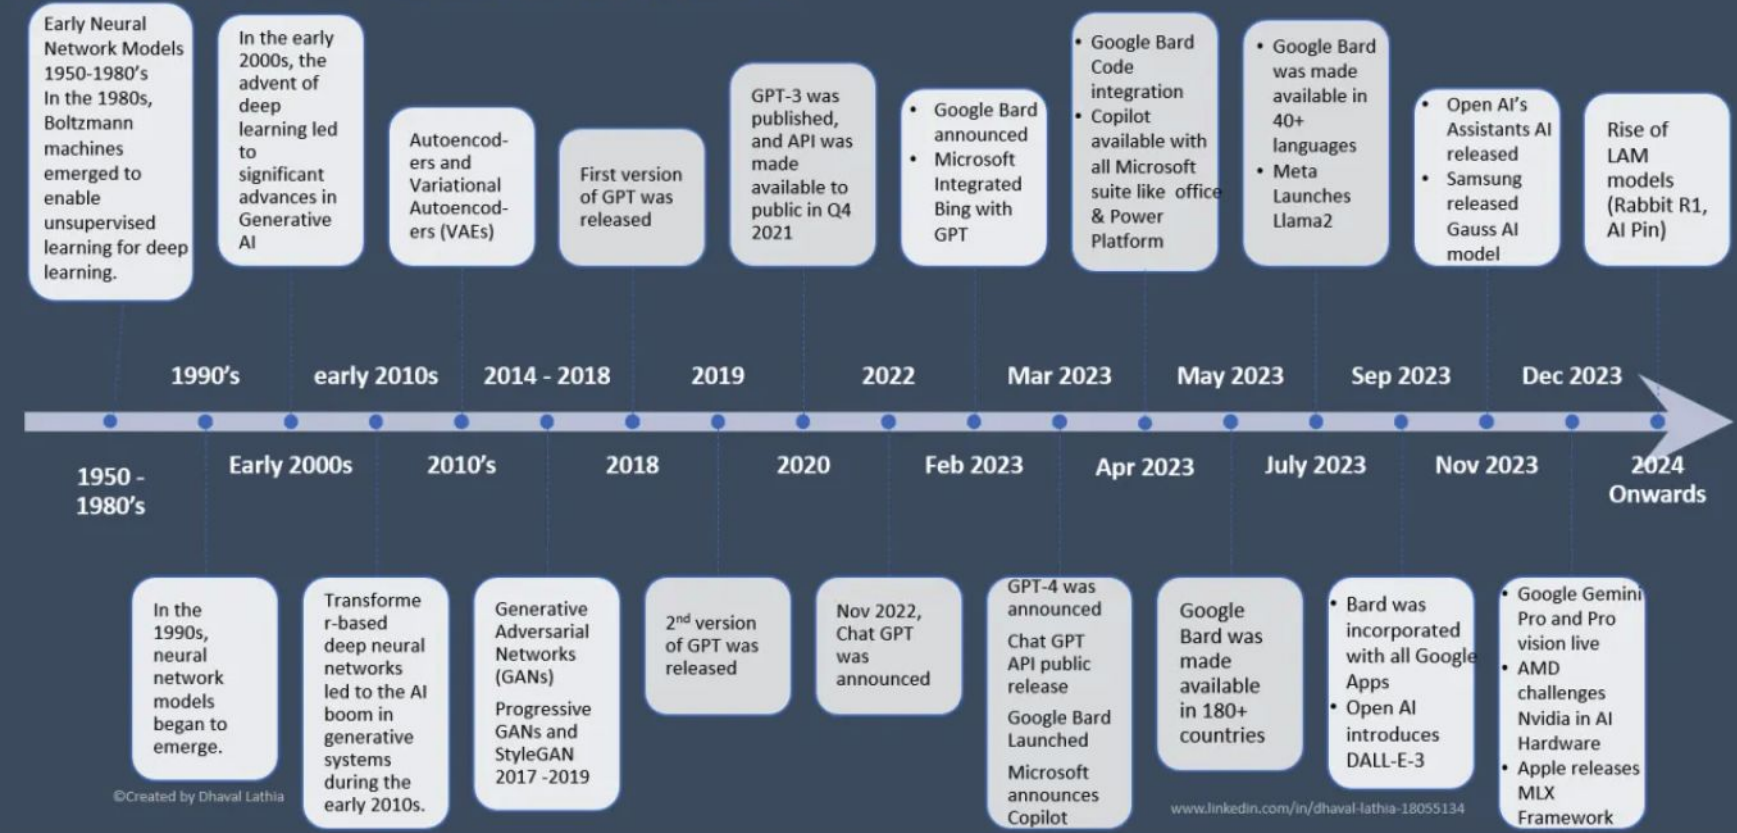 Early Neural
Network Models
1950-1980's
In the 1980s,
Boltzmann
machines
emerged to
enable
unsupervised
learning for deep
learning.
In the early
2000s, the
advent of
deep
learning led
to
significant
advances in
Generative
AI
Autoencod-
ers and
Variational
Autoencod-
ers (VAEs)
First version
of GPT was
released
GPT-3 was
published,
and API was
made
available to
public in Q4
2021
• Google Bard
announced
• Microsoft
Integrated
Bing with
GPT
• Google Bard
Code
integration
• Copilot
available with
all Microsoft
suite like office
& Power
Platform
• Google Bard
was made
available in
40+
languages
• Meta
Launches
Llama2
• Open AI's
Assistants AI
released
• Samsung
released
Gauss AI
model
Rise of
LAM
models
(Rabbit R1,
AI Pin)
1990's
early 2010s
2014 - 2018
2019
2022
Mar 2023
May 2023
Sep 2023
Dec 2023
1950 -
1980's
Early 2000s
2010's
2018
2020
Feb 2023
Apr 2023
July 2023
Nov 2023
2024
Onwards
In the
1990s,
neural
network
models
began to
emerge.
Transforme
r-based
deep neural
networks
led to the AI
boom in
generative
systems
during the
early 2010s.
Generative
Adversarial
Networks
(GANs)
Progressive
GANs and
StyleGAN
2017 -2019
2nd version
of GPT was
released
Nov 2022,
Chat GPT
was
announced
GPT-4 was
announced
Chat GPT
API public
release
Google Bard
Launched
Microsoft
announces
Copilot
Google
Bard was
made
available
in 180+
countries
• Bard was
incorporated
with all Google
Apps
• Open AI
introduces
DALL-E-3
• Google Gemini
Pro and Pro
vision live
• AMD
challenges
Nvidia in AI
Hardware
• Apple releases
MLX
Framework
©Created by Dhaval Lathia
www.linkedin.com/in/dhaval-lathia-18055134